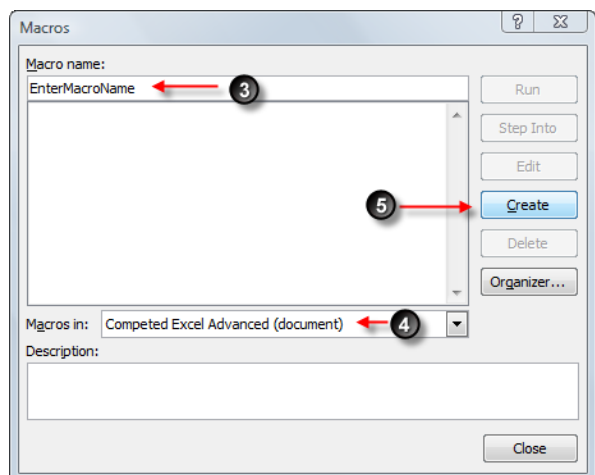 Macros
Macro name:
EnterMacroName
3
Run
Step Into
Edit
5
Create
Delete
Organizer...
Macros in: Competed Excel Advanced (document)
4
Description:
Close